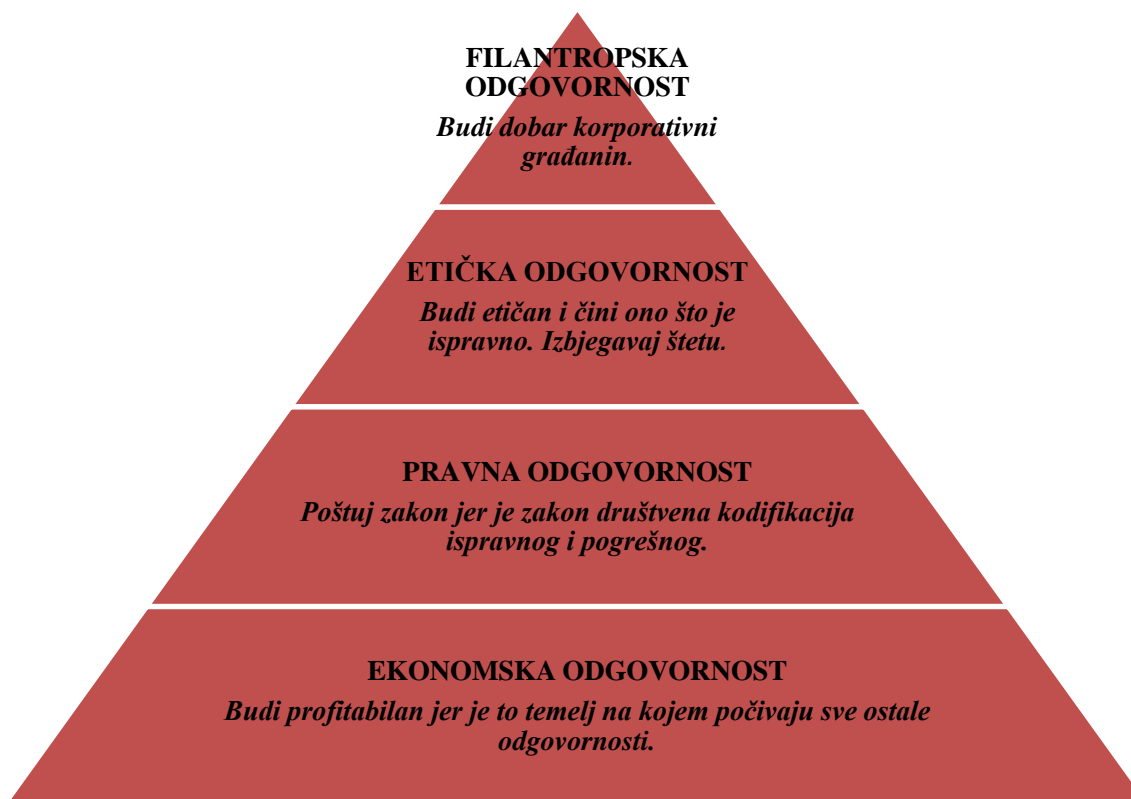 FILANTROPSKA
ODGOVORNOST
Budi dobar korporativni
građanin.
ETIČKA ODGOVORNOST
Budi etičan i čini ono što je
ispravno. Izbjegavaj štetu.
PRAVNA ODGOVORNOST
Poštuj zakon jer je zakon društvena kodifikacija
ispravnog i pogrešnog.
EKONOMSKA ODGOVORNOST
Budi profitabilan jer je to temelj na kojem počivaju sve ostale
odgovornosti.